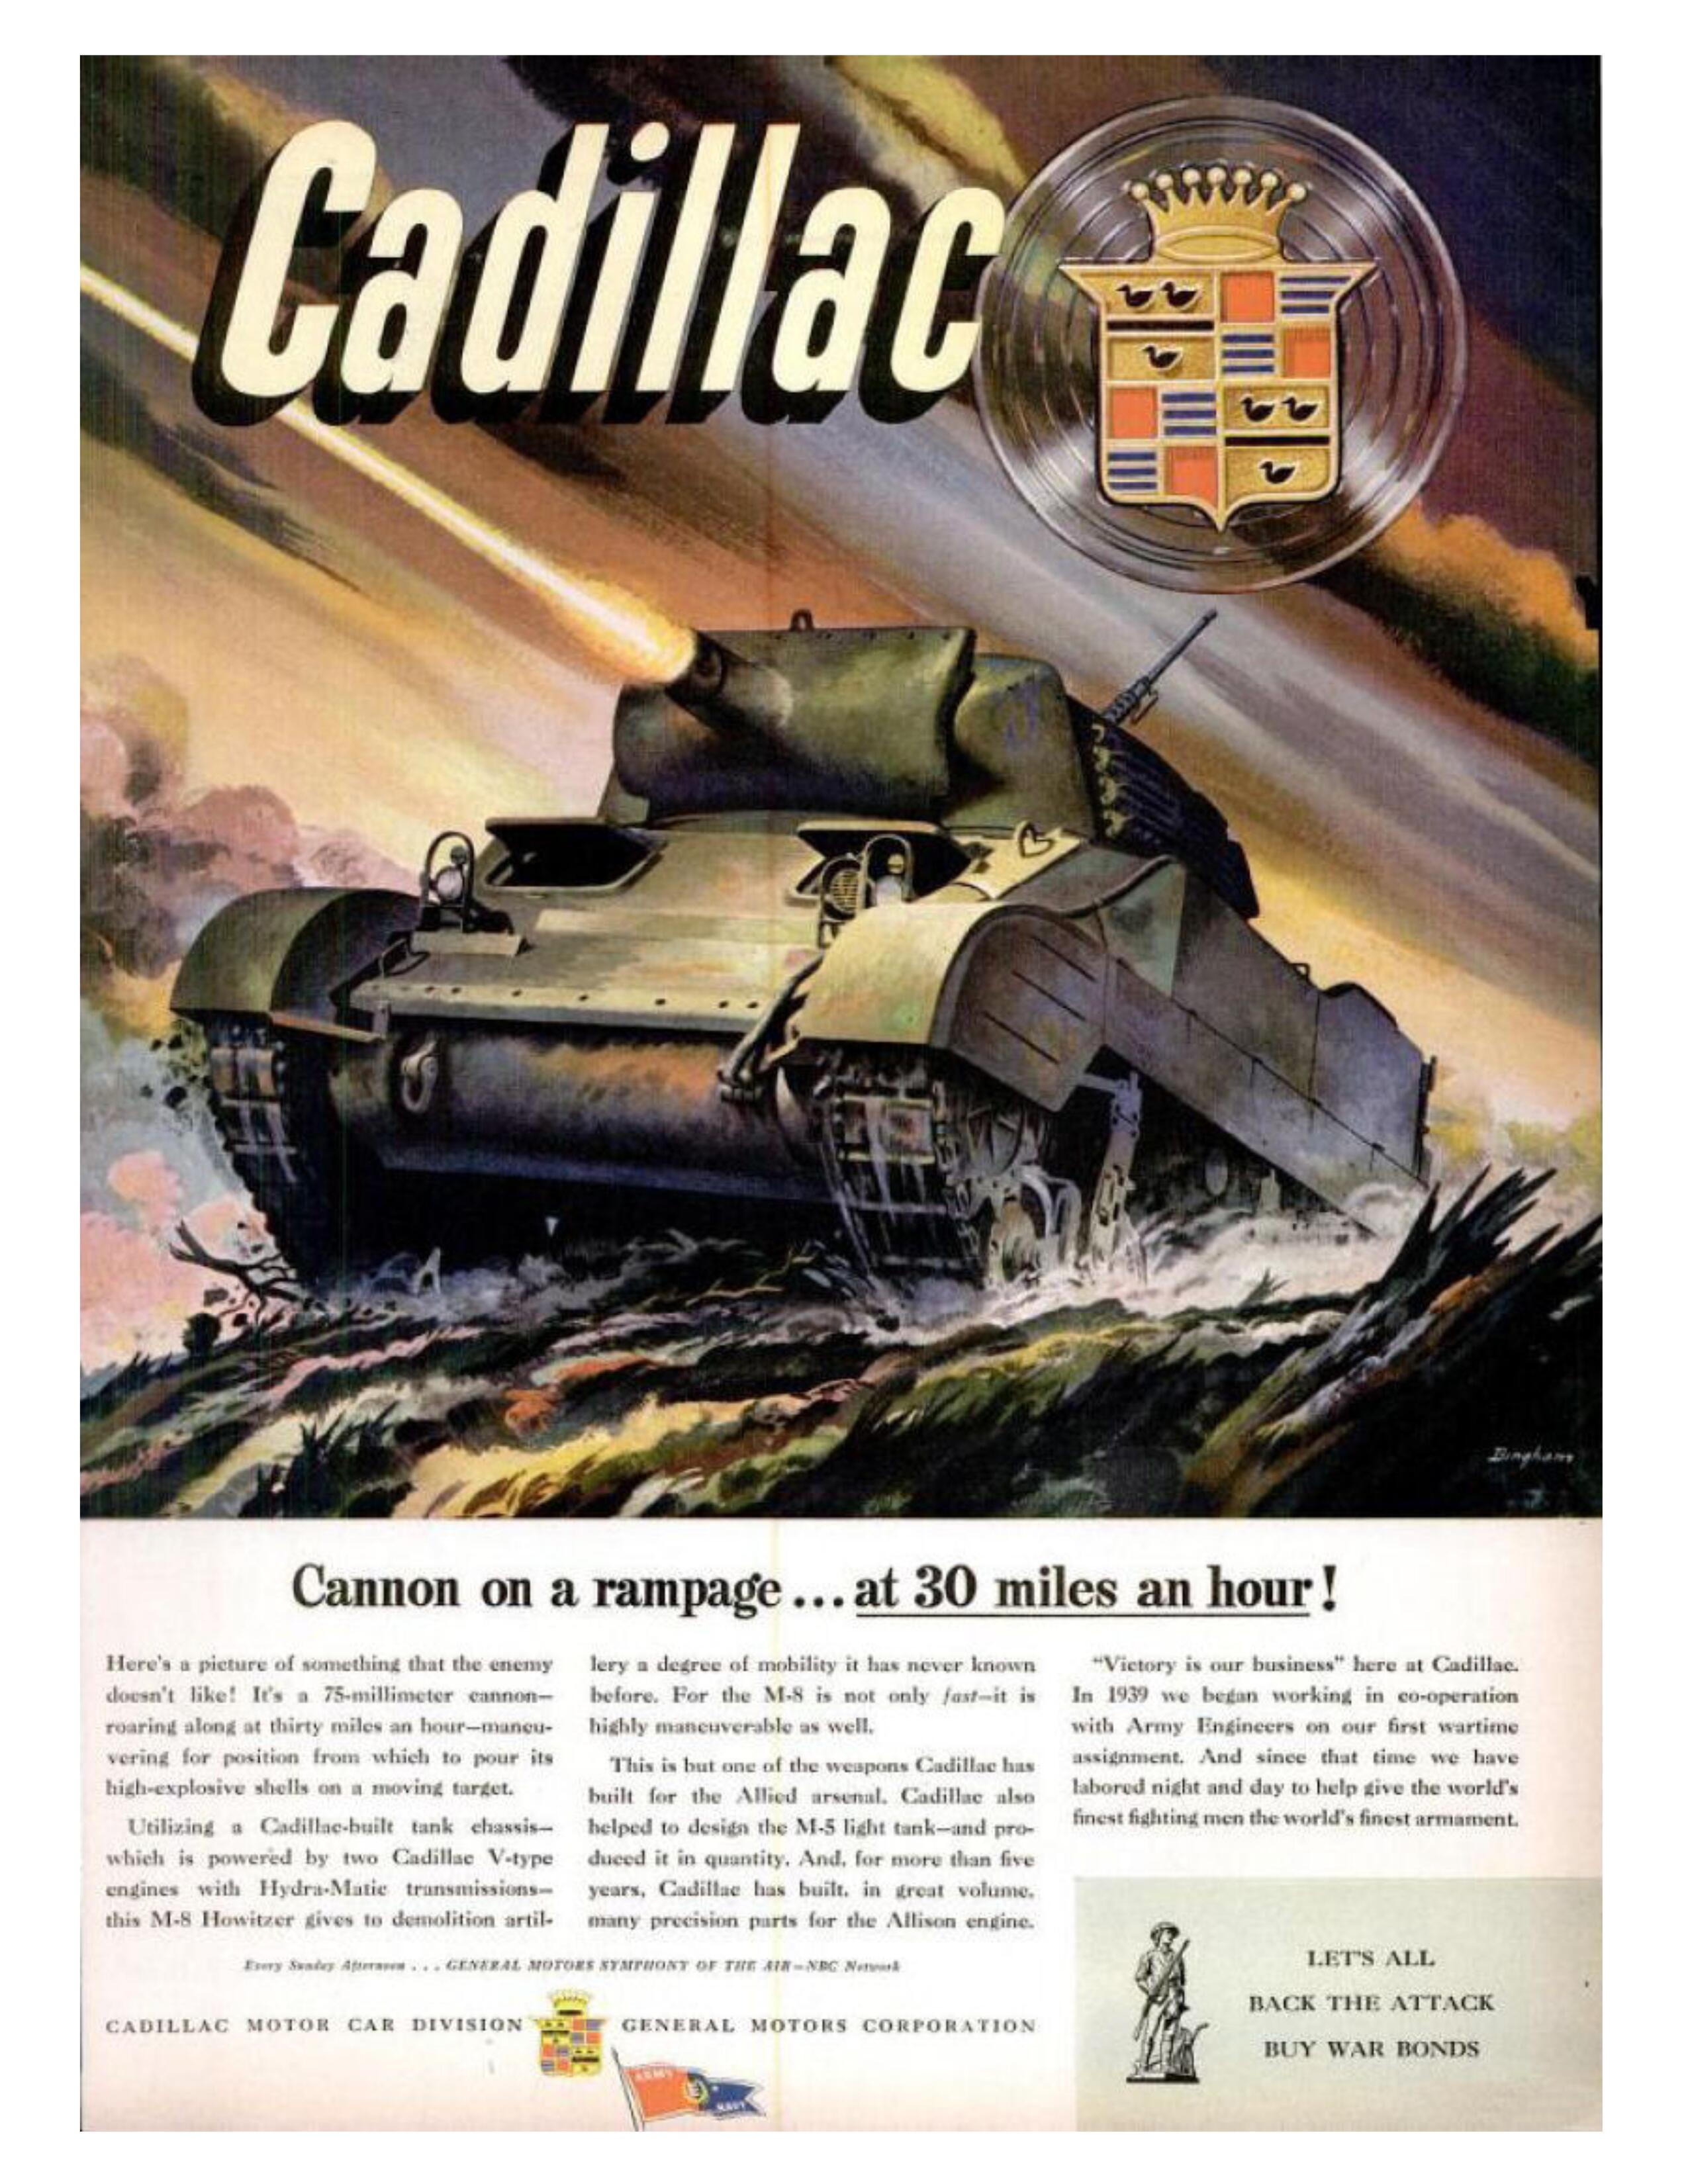 Cadillac
Bingham
Cannon on a rampage...at 30 miles an hour!
Here's a picture of something that the enemy
doesn't like! It's a 75-millimeter cannon—
roaring along at thirty miles an hour—maneu-
vering for position from which to pour its
high-explosive shells on a moving target.
Utilizing a Cadillac-built tank chassis—
which is powered by two Cadillac V-type
engines with Hydra-Matic transmissions—
this M-8 Howitzer gives to demolition artil-
lery a degree of mobility it has never known
before. For the M-8 is not only fast—it is
highly maneuverable as well.
This is but one of the weapons Cadillac has
built for the Allied arsenal. Cadillac also
helped to design the M-5 light tank—and pro-
duced it in quantity. And, for more than five
years, Cadillac has built, in great volume,
many precision parts for the Allison engine.
"Victory is our business" here at Cadillac.
In 1939 we began working in co-operation
with Army Engineers on our first wartime
assignment. And since that time we have
labored night and day to help give the world's
finest fighting men the world's finest armament.
Every Sunday Afternoon . . . GENERAL MOTORS SYMPHONY OF THE AIR—NBC Network
CADILLAC MOTOR CAR DIVISION GENERAL MOTORS CORPORATION
ARMY
NAVY
LET'S ALL
BACK THE ATTACK
BUY WAR BONDS